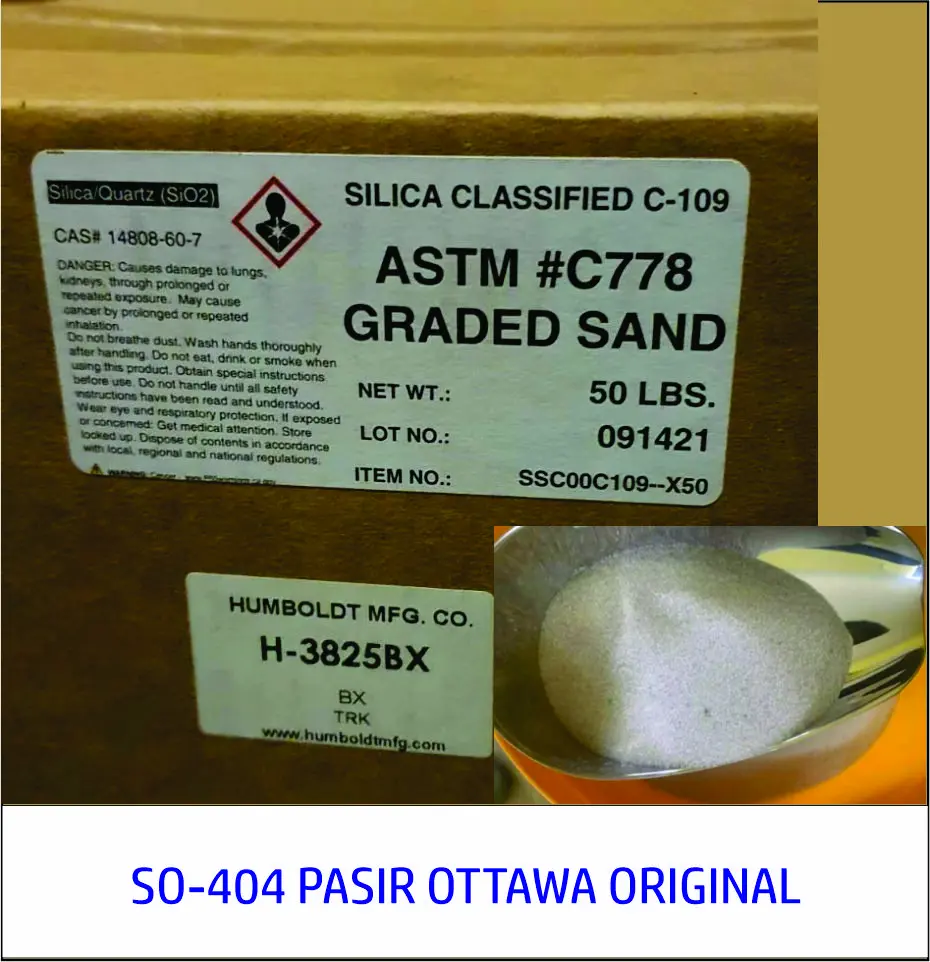 Silica/Quartz (SiO2)
CAS# 14808-60-7
DANGER: Causes damage to lungs,
kidneys, through prolonged or
repeated exposure. May cause
cancer by prolonged or repeated
inhalation.
Do not breathe dust. Wash hands thoroughly
after handling. Do not eat, drink or smoke when
using this product. Obtain special instructions
before use. Do not handle until all safety
instructions have been read and understood.
Wear eye and respiratory protection. If exposed
or concerned: Get medical attention. Store
locked up. Dispose of contents in accordance
with local, regional and national regulations.
WARNING: Cancer -
SILICA CLASSIFIED C-109
ASTM #C778
GRADED SAND
NET WT.: 50 LBS.
LOT NO.: 091421
ITEM NO.: SSC00C109--X50
HUMBOLDT MFG. CO.
H-3825BX
BX
TRK
www.humboldtmfg.com
SO-404 PASIR OTTAWA ORIGINAL